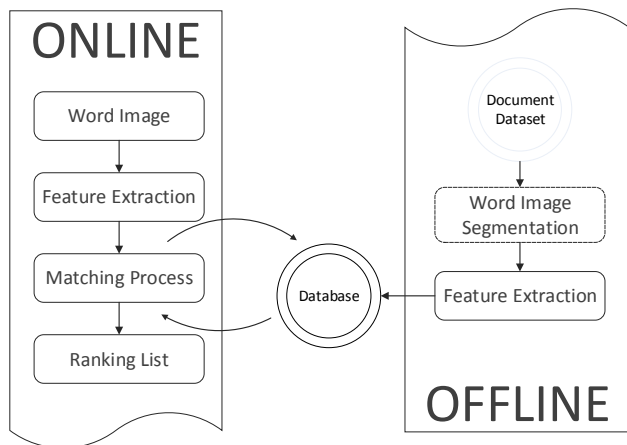 ONLINE
Word Image
Feature Extraction
Matching Process
Ranking List
Database
Document
Dataset
Word Image
Segmentation
Feature Extraction
OFFLINE